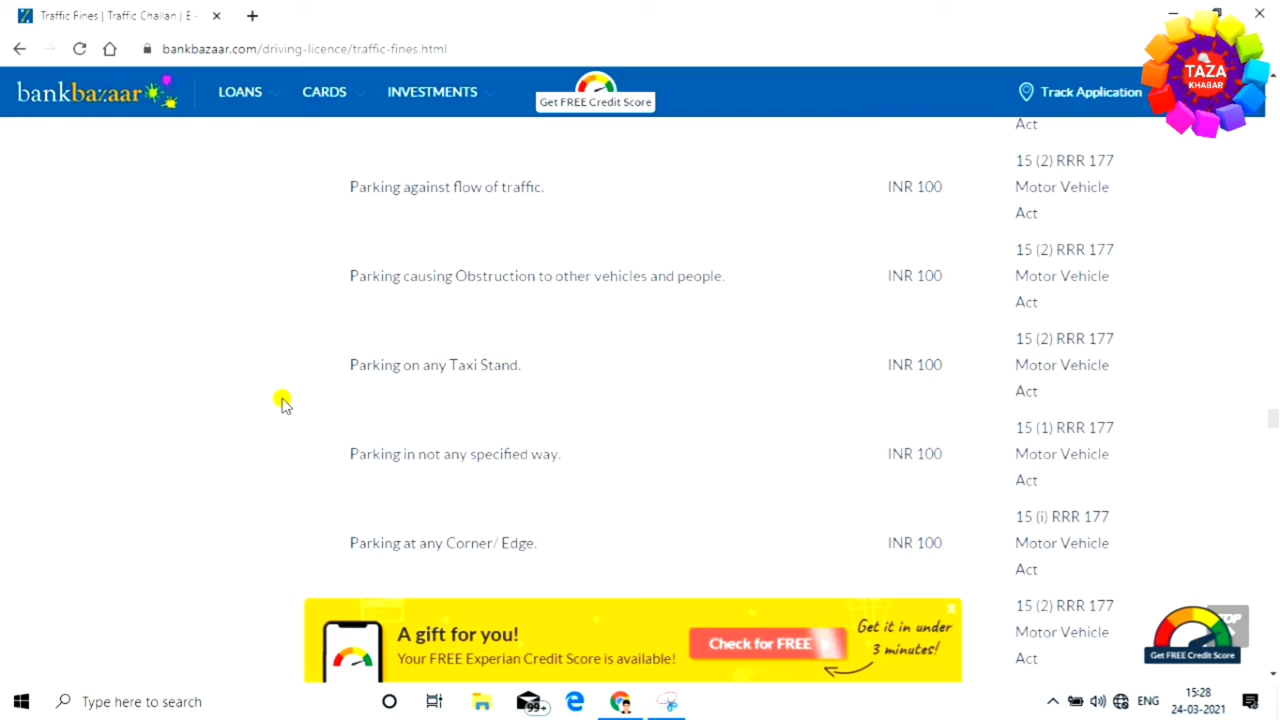 Traffic Fines | Traffic Challan | E -
bankbazaar.com/driving-licence/traffic-fines.html
bankbazaar
LOANS
CARDS
INVESTMENTS
Get FREE Credit Score
Track Application
TAZA
KHABAR
Act
15 (2) RRR 177
Parking against flow of traffic. INR 100 Motor Vehicle
Act
15 (2) RRR 177
Parking causing Obstruction to other vehicles and people. INR 100 Motor Vehicle
Act
15 (2) RRR 177
Parking on any Taxi Stand. INR 100 Motor Vehicle
Act
15 (1) RRR 177
Parking in not any specified way. INR 100 Motor Vehicle
Act
15 (i) RRR 177
Parking at any Corner/ Edge. INR 100 Motor Vehicle
Act
15 (2) RRR 177
Motor Vehicle
Act
A gift for you!
Your FREE Experian Credit Score is available!
Check for FREE
Get it in under
3 minutes!
Get FREE Credit Score
Type here to search
99+
ENG
15:28
24-03-2021